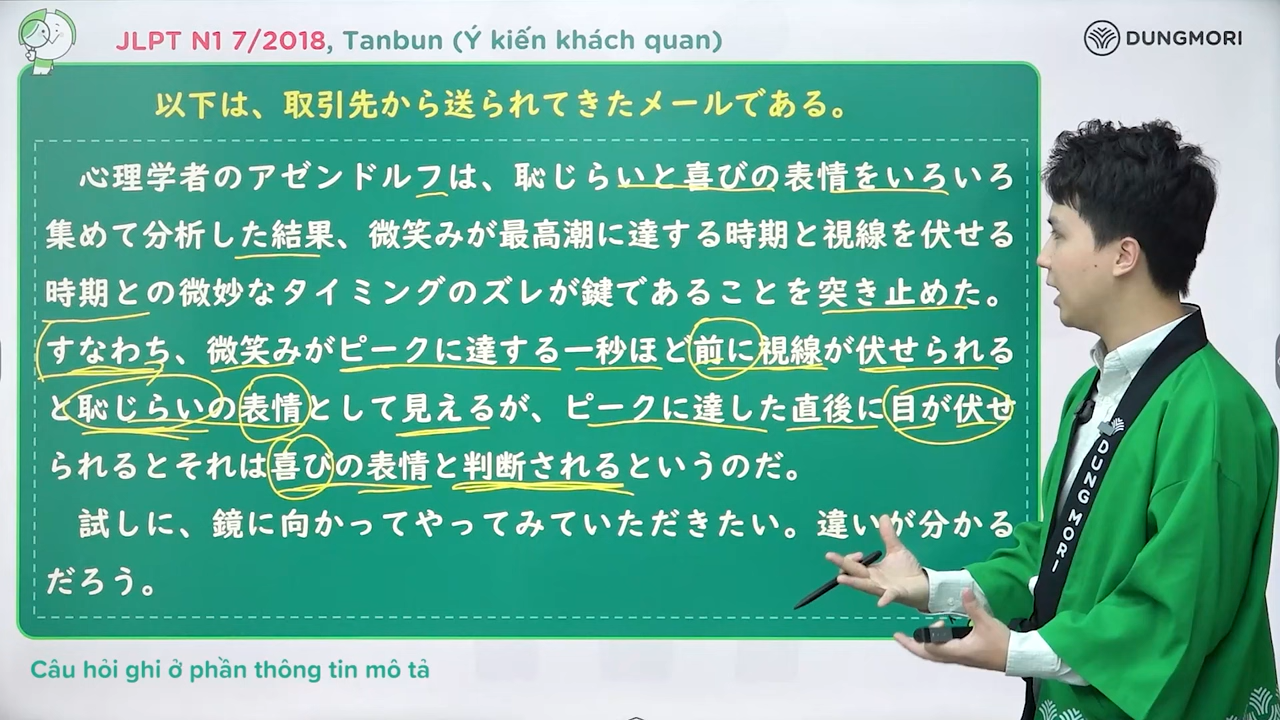 JLPT N1 7/2018, Tanbun (Ý kiến khách quan)
DUNGMORI
以下は、取引先から送られてきたメールである。
心理学者のアゼンドルフは、恥じらいと喜びの表情をいろいろ
集めて分析した結果、微笑みが最高潮に達する時期と視線を伏せる
時期との微妙なタイミングのズレが鍵であることを突き止めた。
すなわち、微笑みがピークに達する一秒ほど前に視線が伏せられる
と恥じらいの表情として見えるが、ピークに達した直後に目が伏せ
られるとそれは喜びの表情と判断されるというのだ。
試しに、鏡に向かってやってみていただきたい。違いが分かる
だろう。
DUNGMORI
Câu hỏi ghi ở phần thông tin mô tả